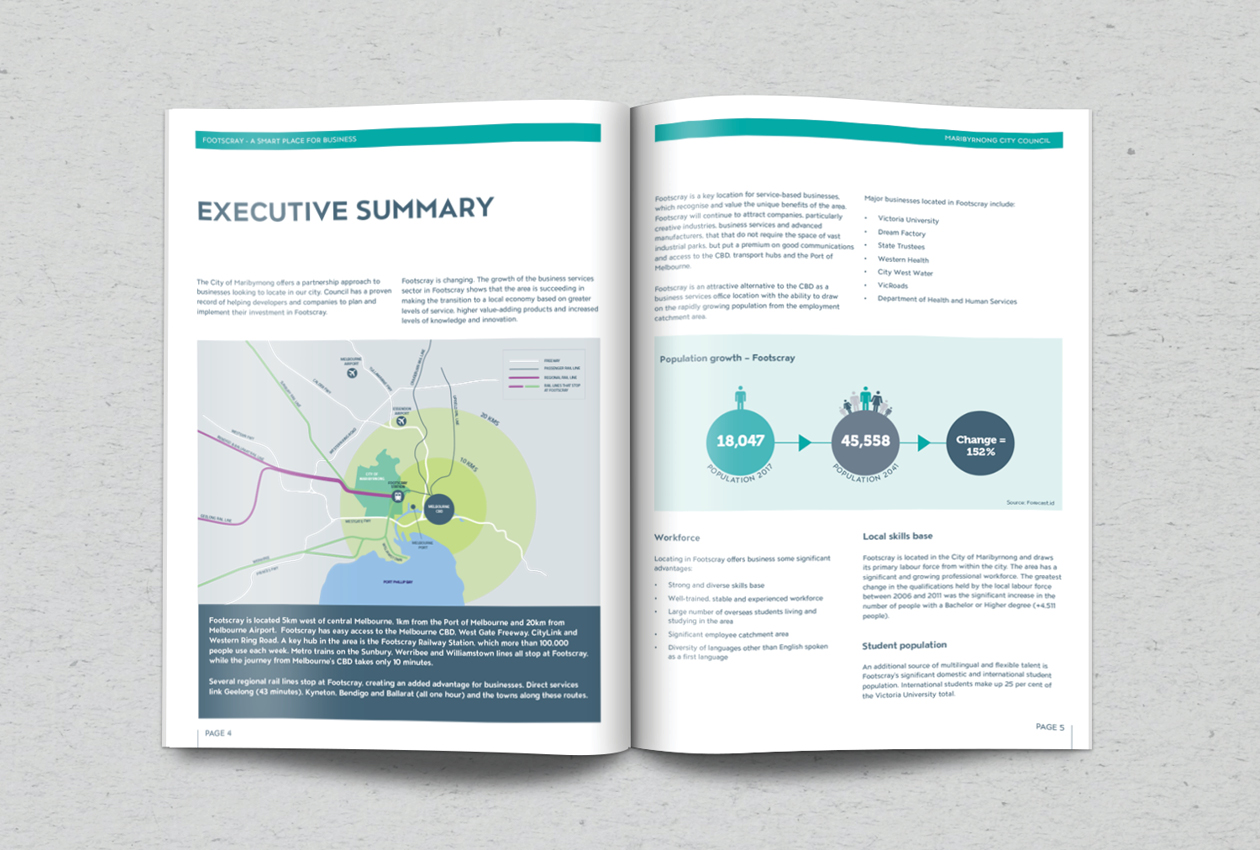 FOOTSCRAY - A SMART PLACE FOR BUSINESS
EXECUTIVE SUMMARY
The City of Maribyrnong offers a partnership approach to
businesses looking to locate in our city. Council has a proven
record of helping developers and companies to plan and
implement their investment in Footscray.
Footscray is changing. The growth of the business services
sector in Footscray shows that the area is succeeding in
making the transition to a local economy based on greater
levels of service, higher value-adding products and increased
levels of knowledge and innovation.
MELBOURNE
AIRPORT
FREEWAY
PASSENGER RAIL LINE
REGIONAL RAIL LINE
RAIL LINES THAT STOP
AT FOOTSCRAY
ESSENDON
AIRPORT
20 KMS
10 KMS
CITY OF
MARIBYRNONG
FOOTSCRAY
STATION
MELBOURNE
CBD
MELBOURNE
PORT
PORT PHILLIP BAY
Footscray is located 5km west of central Melbourne, 1km from the Port of Melbourne and 20km from
Melbourne Airport. Footscray has easy access to the Melbourne CBD, West Gate Freeway, CityLink and
Western Ring Road. A key hub in the area is the Footscray Railway Station, which more than 100,000
people use each week. Metro trains on the Sunbury, Werribee and Williamstown lines all stop at Footscray,
while the journey from Melbourne's CBD takes only 10 minutes.
Several regional rail lines stop at Footscray, creating an added advantage for businesses. Direct services
link Geelong (43 minutes), Kyneton, Bendigo and Ballarat (all one hour) and the towns along these routes.
PAGE 4
MARIBYRNONG CITY COUNCIL
Footscray is a key location for service-based businesses,
which recognise and value the unique benefits of the area.
Footscray will continue to attract companies, particularly
creative industries, business services and advanced
manufacturers, that that do not require the space of vast
industrial parks, but put a premium on good communications
and access to the CBD, transport hubs and the Port of
Melbourne.
Footscray is an attractive alternative to the CBD as a
business services office location with the ability to draw
on the rapidly growing population from the employment
catchment area.
Major businesses located in Footscray include:
• Victoria University
• Dream Factory
• State Trustees
• Western Health
• City West Water
• VicRoads
• Department of Health and Human Services
Population growth – Footscray
18,047
POPULATION 2017
45,558
POPULATION 2041
Change =
152%
Source: Forecast.id
Workforce
Locating in Footscray offers business some significant
advantages:
• Strong and diverse skills base
• Well-trained, stable and experienced workforce
• Large number of overseas students living and
studying in the area
• Significant employee catchment area
• Diversity of languages other than English spoken
as a first language
Local skills base
Footscray is located in the City of Maribyrnong and draws
its primary labour force from within the city. The area has a
significant and growing professional workforce. The greatest
change in the qualifications held by the local labour force
between 2006 and 2011 was the significant increase in the
number of people with a Bachelor or Higher degree (+4,511
people).
Student population
An additional source of multilingual and flexible talent is
Footscray's significant domestic and international student
population. International students make up 25 per cent of
the Victoria University total.
PAGE 5